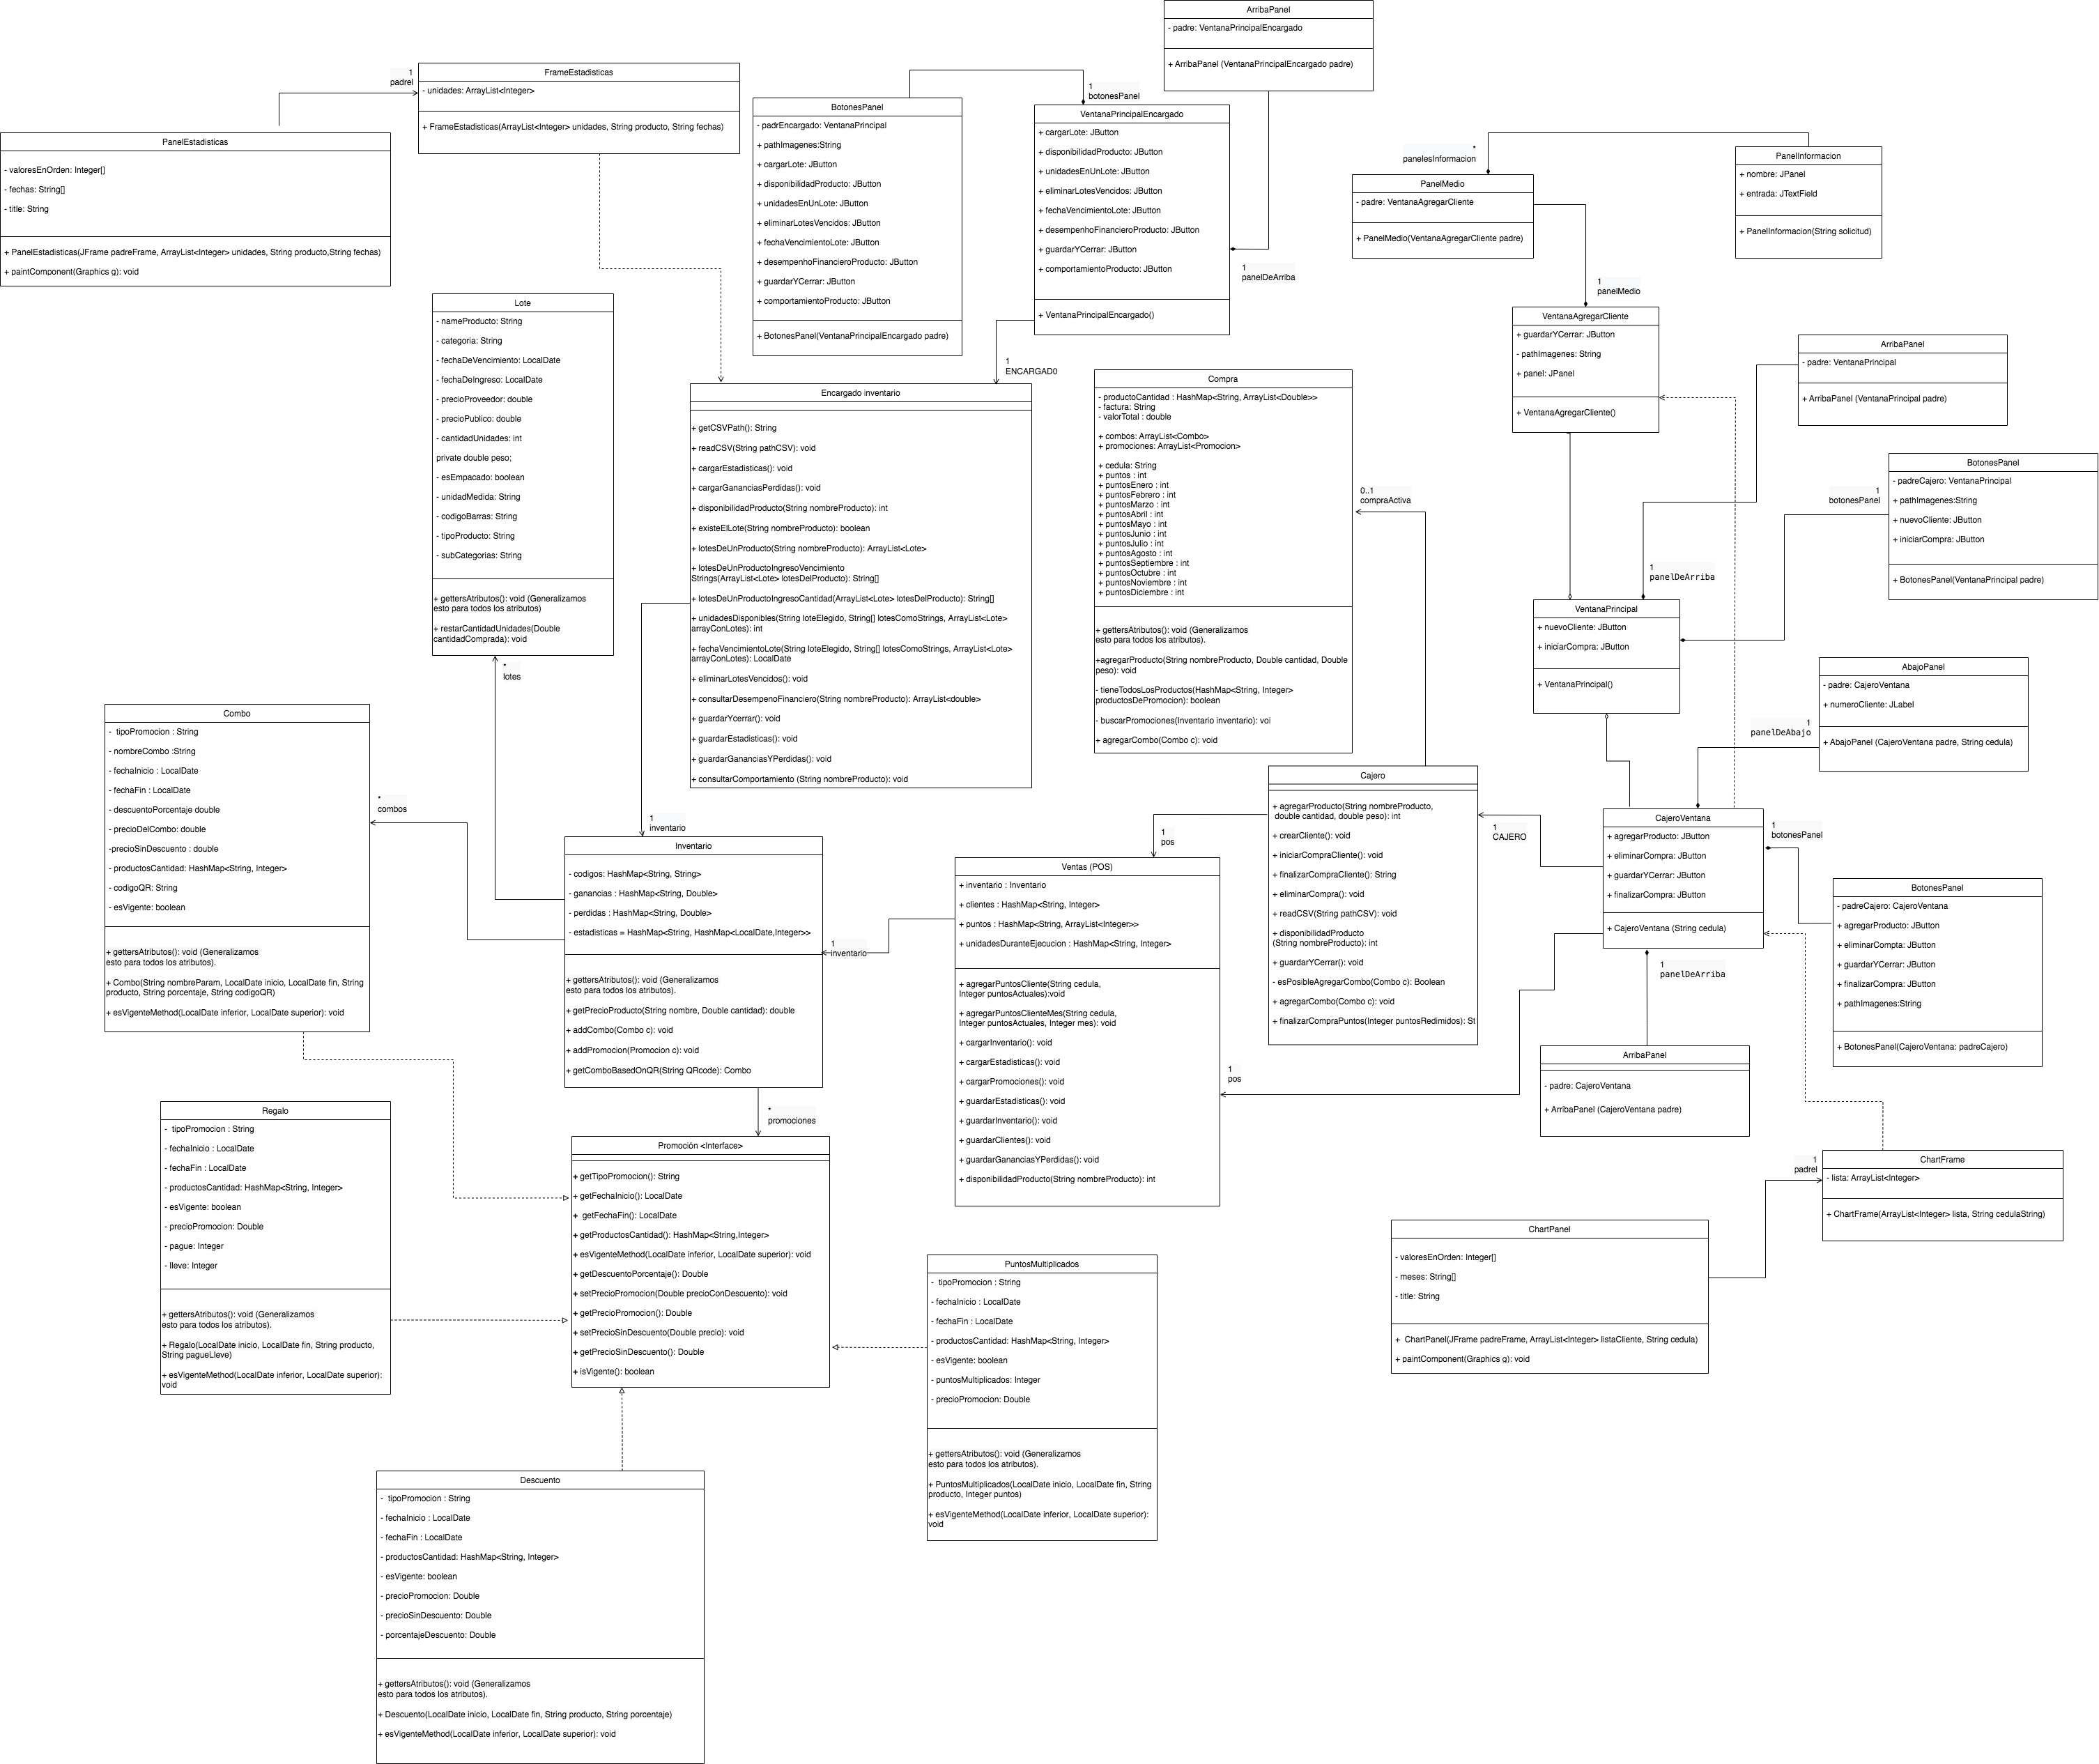 ArribaPanel
- padre: VentanaPrincipalEncargado
+ ArribaPanel (VentanaPrincipalEncargado padre)
1
padrel
FrameEstadisticas
- unidades: ArrayList<Integer>
+ FrameEstadisticas(ArrayList<Integer> unidades, String producto, String fechas)
PanelEstadisticas
- valoresEnOrden: Integer[]
- fechas: String[]
- title: String
+ PanelEstadisticas(JFrame padreFrame, ArrayList<Integer> unidades, String producto,String fechas)
+ paintComponent(Graphics g): void
BotonesPanel
- padrEncargado: VentanaPrincipal
+ pathImagenes:String
+ cargarLote: JButton
+ disponibilidadProducto: JButton
+ unidadesEnUnLote: JButton
+ eliminarLotesVencidos: JButton
+ fechaVencimientoLote: JButton
+ desempenhoFinancieroProducto: JButton
+ guardarYCerrar: JButton
+ comportamientoProducto: JButton
+ BotonesPanel(VentanaPrincipalEncargado padre)
1
botonesPanel
VentanaPrincipalEncargado
+ cargarLote: JButton
+ disponibilidadProducto: JButton
+ unidadesEnUnLote: JButton
+ eliminarLotesVencidos: JButton
+ fechaVencimientoLote: JButton
+ desempenhoFinancieroProducto: JButton
+ guardarYCerrar: JButton
+ comportamientoProducto: JButton
+ VentanaPrincipalEncargado()
1
panelDeArriba
1
ENCARGADO
*
panelesInformacion
PanelMedio
- padre: VentanaAgregarCliente
+ PanelMedio(VentanaAgregarCliente padre)
PanelInformacion
+ nombre: JPanel
+ entrada: JTextField
+ PanelInformacion(String solicitud)
1
panelMedio
VentanaAgregarCliente
+ guardarYCerrar: JButton
- pathImagenes: String
+ panel: JPanel
+ VentanaAgregarCliente()
ArribaPanel
- padre: VentanaPrincipal
+ ArribaPanel (VentanaPrincipal padre)
1
botonesPanel
BotonesPanel
- padreCajero: VentanaPrincipal
+ pathImagenes:String
+ nuevoCliente: JButton
+ iniciarCompra: JButton
+ BotonesPanel(VentanaPrincipal padre)
1
panelDeArriba
VentanaPrincipal
+ nuevoCliente: JButton
+ iniciarCompra: JButton
+ VentanaPrincipal()
AbajoPanel
- padre: CajeroVentana
+ numeroCliente: JLabel
+ AbajoPanel (CajeroVentana padre, String cedula)
1
panelDeAbajo
Lote
- nameProducto: String
- categoria: String
- fechaDeVencimiento: LocalDate
- fechaDeIngreso: LocalDate
- precioProveedor: double
- precioPublico: double
- cantidadUnidades: int
private double peso;
- esEmpacado: boolean
- unidadMedida: String
- codigoBarras: String
- tipoProducto: String
- subCategorias: String
+ gettersAtributos(): void (Generalizamos
esto para todos los atributos)
+ restarCantidadUnidades(Double
cantidadComprada): void
*
lotes
Encargado inventario
+ getCSVPath(): String
+ readCSV(String pathCSV): void
+ cargarEstadisticas(): void
+ cargarGananciasPerdidas(): void
+ disponibilidadProducto(String nombreProducto): int
+ existeElLote(String nombreProducto): boolean
+ lotesDeUnProducto(String nombreProducto): ArrayList<Lote>
+ lotesDeUnProductoIngresoVencimiento
Strings(ArrayList<Lote> lotesDelProducto): String[]
+ lotesDeUnProductoIngresoCantidad(ArrayList<Lote> lotesDelProducto): String[]
+ unidadesDisponibles(String loteElegido, String[] lotesComoStrings, ArrayList<Lote>
arrayConLotes): int
+ fechaVencimientoLote(String loteElegido, String[] lotesComoStrings, ArrayList<Lote>
arrayConLotes): LocalDate
+ eliminarLotesVencidos(): void
+ consultarDesempenoFinanciero(String nombreProducto): ArrayList<double>
+ guardarYcerrar(): void
+ guardarEstadisticas(): void
+ guardarGananciasYPerdidas(): void
+ consultarComportamiento (String nombreProducto): void
Compra
- productoCantidad : HashMap<String, ArrayList<Double>>
- factura: String
- valorTotal : double
+ combos: ArrayList<Combo>
+ promociones: ArrayList<Promocion>
+ cedula: String
+ puntos : int
+ puntosEnero : int
+ puntosFebrero : int
+ puntosMarzo : int
+ puntosAbril : int
+ puntosMayo : int
+ puntosJunio : int
+ puntosJulio : int
+ puntosAgosto : int
+ puntosSeptiembre : int
+ puntosOctubre : int
+ puntosNoviembre : int
+ puntosDiciembre : int
+ gettersAtributos(): void (Generalizamos
esto para todos los atributos).
+agregarProducto(String nombreProducto, Double cantidad, Double
peso): void
- tieneTodosLosProductos(HashMap<String, Integer>
productosDePromocion): boolean
- buscarPromociones(Inventario inventario): voi
+ agregarCombo(Combo c): void
0..1
compraActiva
Combo
- tipoPromocion : String
- nombreCombo :String
- fechaInicio : LocalDate
- fechaFin : LocalDate
- descuentoPorcentaje double
- precioDelCombo: double
-precioSinDescuento : double
- productosCantidad: HashMap<String, Integer>
- codigoQR: String
- esVigente: boolean
+ gettersAtributos(): void (Generalizamos
esto para todos los atributos).
+ Combo(String nombreParam, LocalDate inicio, LocalDate fin, String
producto, String porcentaje, String codigoQR)
+ esVigenteMethod(LocalDate inferior, LocalDate superior): void
*
combos
1
inventario
Inventario
- codigos: HashMap<String, String>
- ganancias : HashMap<String, Double>
- perdidas : HashMap<String, Double>
- estadisticas = HashMap<String, HashMap<LocalDate,Integer>>
+ gettersAtributos(): void (Generalizamos
esto para todos los atributos).
+ getPrecioProducto(String nombre, Double cantidad): double
+ addCombo(Combo c): void
+ addPromocion(Promocion c): void
+ getComboBasedOnQR(String QRcode): Combo
1
inventario
1
pos
Ventas (POS)
+ inventario : Inventario
+ clientes : HashMap<String, Integer>
+ puntos : HashMap<String, ArrayList<Integer>>
+ unidadesDuranteEjecucion : HashMap<String, Integer>
+ agregarPuntosCliente(String cedula,
Integer puntosActuales):void
+ agregarPuntosClienteMes(String cedula,
Integer puntosActuales, Integer mes): void
+ cargarInventario(): void
+ cargarEstadisticas(): void
+ cargarPromociones(): void
+ guardarEstadisticas(): void
+ guardarInventario(): void
+ guardarClientes(): void
+ guardarGananciasYPerdidas(): void
+ disponibilidadProducto(String nombreProducto): int
Cajero
+ agregarProducto(String nombreProducto,
double cantidad, double peso): int
+ crearCliente(): void
+ iniciarCompraCliente(): void
+ finalizarCompraCliente(): String
+ eliminarCompra(): void
+ readCSV(String pathCSV): void
+ disponibilidadProducto
(String nombreProducto): int
+ guardarYCerrar(): void
- esPosibleAgregarCombo(Combo c): Boolean
+ agregarCombo(Combo c): void
+ finalizarCompraPuntos(Integer puntosRedimidos): St
1
CAJERO
1
pos
CajeroVentana
+ agregarProducto: JButton
+ eliminarCompra: JButton
+ guardarYCerrar: JButton
+ finalizarCompra: JButton
+ CajeroVentana (String cedula)
1
botonesPanel
BotonesPanel
- padreCajero: CajeroVentana
+ agregarProducto: JButton
+ eliminarCompta: JButton
+ guardarYCerrar: JButton
+ finalizarCompra: JButton
+ pathImagenes:String
+ BotonesPanel(CajeroVentana: padreCajero)
1
panelDeArriba
ArribaPanel
- padre: CajeroVentana
+ ArribaPanel (CajeroVentana padre)
Regalo
- tipoPromocion : String
- fechaInicio : LocalDate
- fechaFin : LocalDate
- productosCantidad: HashMap<String, Integer>
- esVigente: boolean
- precioPromocion: Double
- pague: Integer
- lleve: Integer
+ gettersAtributos(): void (Generalizamos
esto para todos los atributos).
+ Regalo(LocalDate inicio, LocalDate fin, String producto,
String pagueLleve)
+ esVigenteMethod(LocalDate inferior, LocalDate superior):
void
*
promociones
Promoción <Interface>
+ getTipoPromocion(): String
+ getFechaInicio(): LocalDate
+ getFechaFin(): LocalDate
+ getProductosCantidad(): HashMap<String,Integer>
+ esVigenteMethod(LocalDate inferior, LocalDate superior): void
+ getDescuentoPorcentaje(): Double
+ setPrecioPromocion(Double precioConDescuento): void
+ getPrecioPromocion(): Double
+ setPrecioSinDescuento(Double precio): void
+ getPrecioSinDescuento(): Double
+ isVigente(): boolean
PuntosMultiplicados
- tipoPromocion : String
- fechaInicio : LocalDate
- fechaFin : LocalDate
- productosCantidad: HashMap<String, Integer>
- esVigente: boolean
- puntosMultiplicados: Integer
- precioPromocion: Double
+ gettersAtributos(): void (Generalizamos
esto para todos los atributos).
+ PuntosMultiplicados(LocalDate inicio, LocalDate fin, String
producto, Integer puntos)
+ esVigenteMethod(LocalDate inferior, LocalDate superior):
void
1
padrel
ChartFrame
- lista: ArrayList<Integer>
+ ChartFrame(ArrayList<Integer> lista, String cedulaString)
ChartPanel
- valoresEnOrden: Integer[]
- meses: String[]
- title: String
+ ChartPanel(JFrame padreFrame, ArrayList<Integer> listaCliente, String cedula)
+ paintComponent(Graphics g): void
Descuento
- tipoPromocion : String
- fechaInicio : LocalDate
- fechaFin : LocalDate
- productosCantidad: HashMap<String, Integer>
- esVigente: boolean
- precioPromocion: Double
- precioSinDescuento: Double
- porcentajeDescuento: Double
+ gettersAtributos(): void (Generalizamos
esto para todos los atributos).
+ Descuento(LocalDate inicio, LocalDate fin, String producto, String porcentaje)
+ esVigenteMethod(LocalDate inferior, LocalDate superior): void